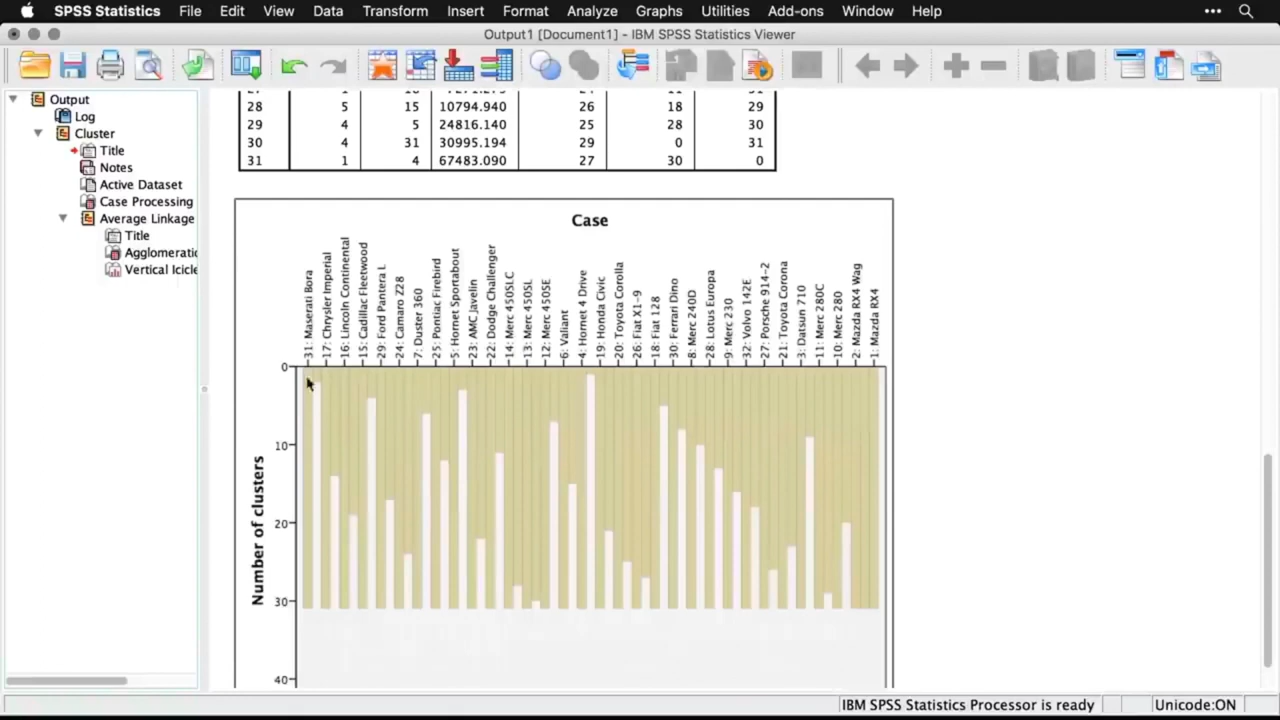 SPSS Statistics File Edit View Data Transform Insert Format Analyze Graphs Utilities Add-ons Window Help
Output1 [Document1] - IBM SPSS Statistics Viewer
Output
Log
Cluster
Title
Notes
Active Dataset
Case Processing
Average Linkage
Title
Agglomeratic
Vertical Icicle
28 5 15 10794.940 26 18 29
29 4 5 24816.140 25 28 30
30 4 31 30995.194 29 0 31
31 1 4 67483.090 27 30 0
Case
31: Maserati Bora
17: Chrysler Imperial
16: Lincoln Continental
15: Cadillac Fleetwood
29: Ford Pantera L
24: Camaro Z28
7: Duster 360
25: Pontiac Firebird
5: Hornet Sportabout
23: AMC Javelin
22: Dodge Challenger
14: Merc 450SLC
13: Merc 450SL
12: Merc 450SE
6: Valiant
4: Hornet 4 Drive
19: Honda Civic
20: Toyota Corolla
26: Fiat X1-9
18: Fiat 128
30: Ferrari Dino
8: Merc 240D
28: Lotus Europa
9: Merc 230
32: Volvo 142E
27: Porsche 914-2
21: Toyota Corona
3: Datsun 710
11: Merc 280C
10: Merc 280
2: Mazda RX4 Wag
1: Mazda RX4
Number of clusters
0
10
20
30
40
IBM SPSS Statistics Processor is ready Unicode:ON